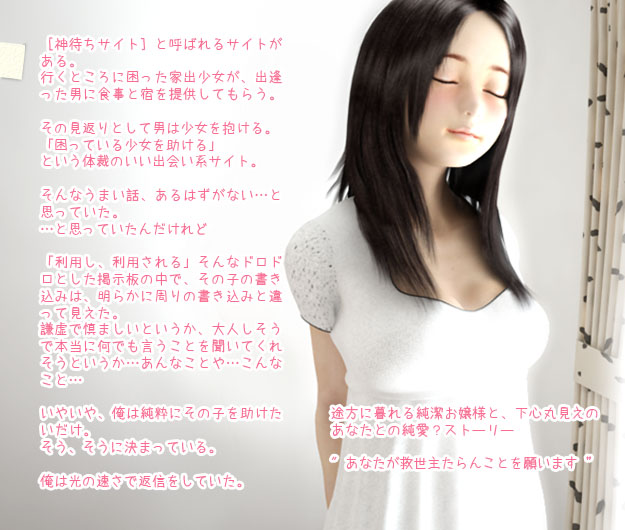 ［神待ちサイト］と呼ばれるサイトが
ある。
行くところに困った家出少女が、出逢
った男に食事と宿を提供してもらう。
その見返りとして男は少女を抱ける。
「困っている少女を助ける」
という体裁のいい出会い系サイト。
そんなうまい話、あるはずがない…と
思っていた。
…と思っていたんだけれど
「利用し、利用される」そんなドロド
ロとした掲示板の中で、その子の書き
込みは、明らかに周りの書き込みと違
って見えた。
謙虚で慎ましいというか、大人しそう
で本当に何でも言うことを聞いてくれ
そうというか…あんなことや…こんな
こと…
いやいや、俺は純粋にその子を助けた
いだけ。
そう、そうに決まっている。
俺は光の速さで返信をしていた。
途方に暮れる純潔お嬢様と、下心丸見えの
あなたとの純愛？ストーリー
” あなたが救世主たらんことを願います ”